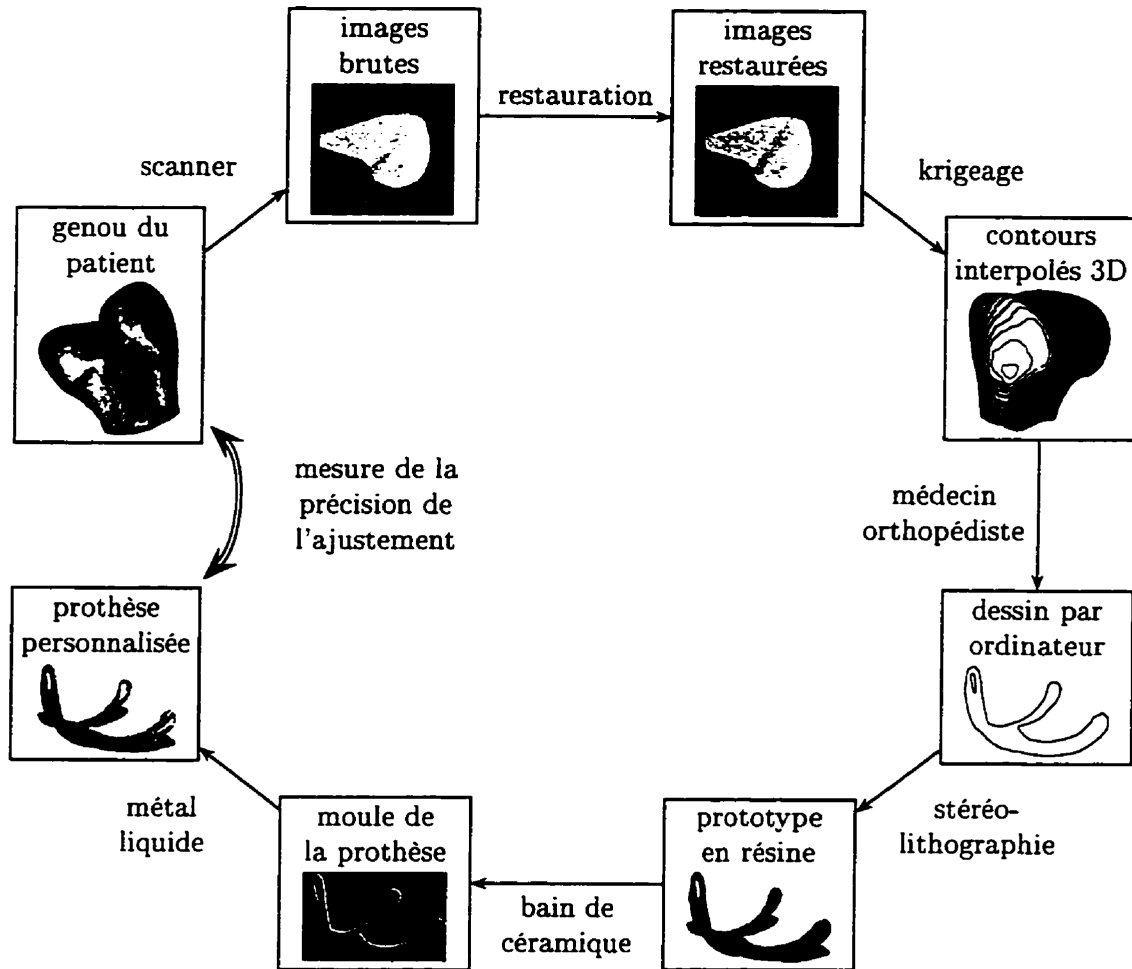 images
brutes
restauration
images
restaurées
scanner
krigeage
genou du
patient
contours
interpolés 3D
mesure de la
précision de
l'ajustement
médecin
orthopédiste
prothèse
personnalisée
dessin par
ordinateur
métal
liquide
moule de
la prothèse
bain de
céramique
prototype
en résine
stéréo-
lithographie